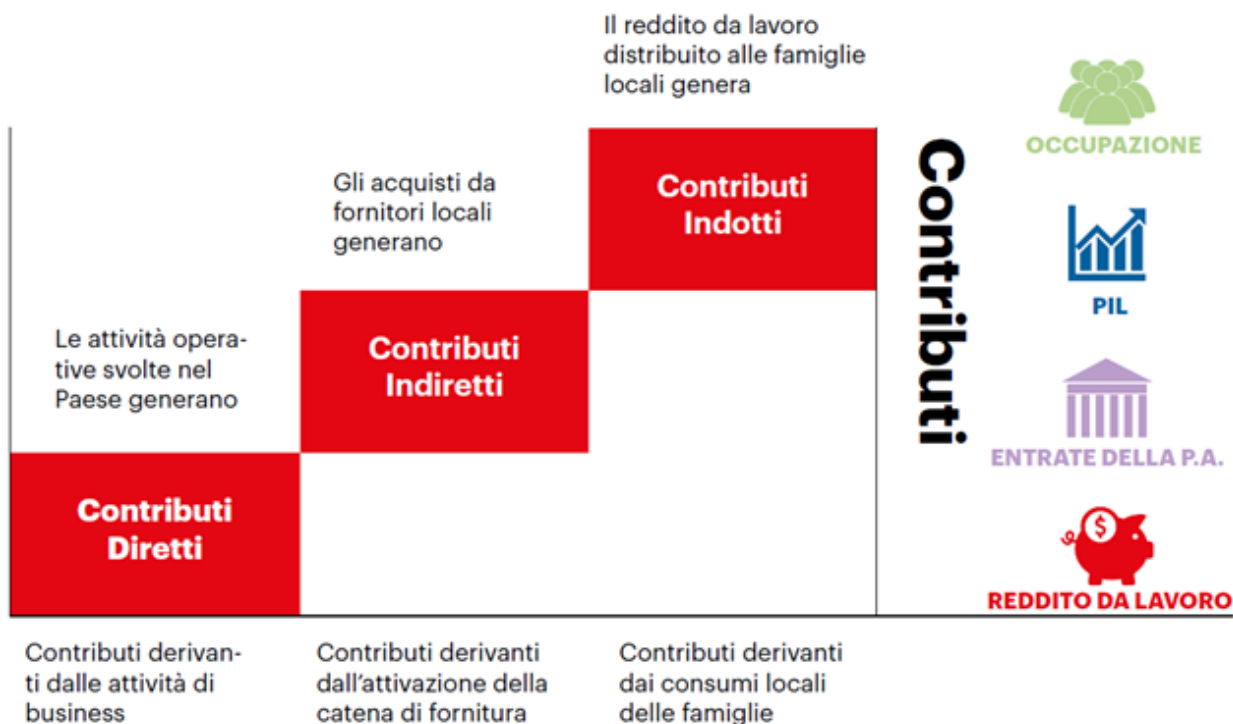 Il reddito da lavoro
distribuito alle famiglie
locali genera
Contributi
Indotti
Gli acquisti da
fornitori locali
generano
Contributi
Indiretti
Le attività opera-
tive svolte nel
Paese generano
Contributi
Diretti
Contributi derivan-
ti dalle attività di
business
Contributi derivanti
dall'attivazione della
catena di fornitura
Contributi derivanti
dai consumi locali
delle famiglie
Contributi
OCCUPAZIONE
PIL
ENTRATE DELLA P.A.
$
REDDITO DA LAVORO